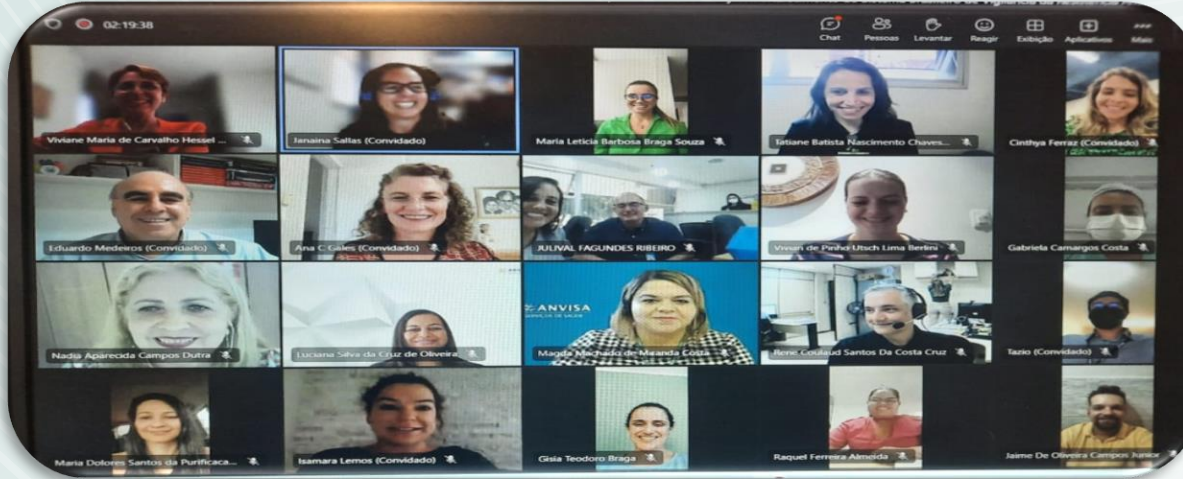 02:19:38
Chat Pessoas Levantar Reagir Exibição Aplicativos Mais
Viviane Maria de Carvalho Hessel ...
Janaina Sallas (Convidado)
Maria Leticia Barbosa Braga Souza
Tatiane Batista Nascimento Chaves...
Cinthya Ferraz (Convidado)
Eduardo Medeiros (Convidado)
Ana C Gales (Convidado)
JULIVAL FAGUNDES RIBEIRO
Vivian de Pinho Utsch Lima Berlini
Gabriela Camargos Costa
Nadia Aparecida Campos Dutra
Luciana Silva da Cruz de Oliveira
ANVISA
Magda Machado de Miranda Costa
Rene Coulaud Santos Da Costa Cruz
Tazio (Convidado)
Maria Dolores Santos da Purificaca...
Isamara Lemos (Convidado)
Gisia Teodoro Braga
Raquel Ferreira Almeida
Jaime De Oliveira Campos Junior